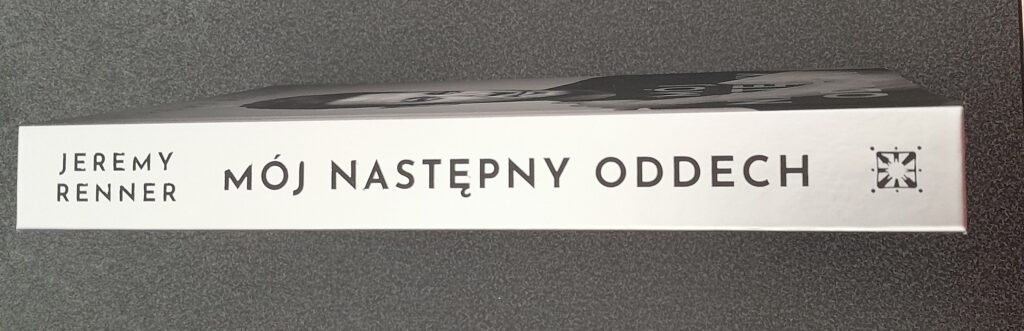 JEREMY
RENNER
MÓJ NASTĘPNY ODDECH